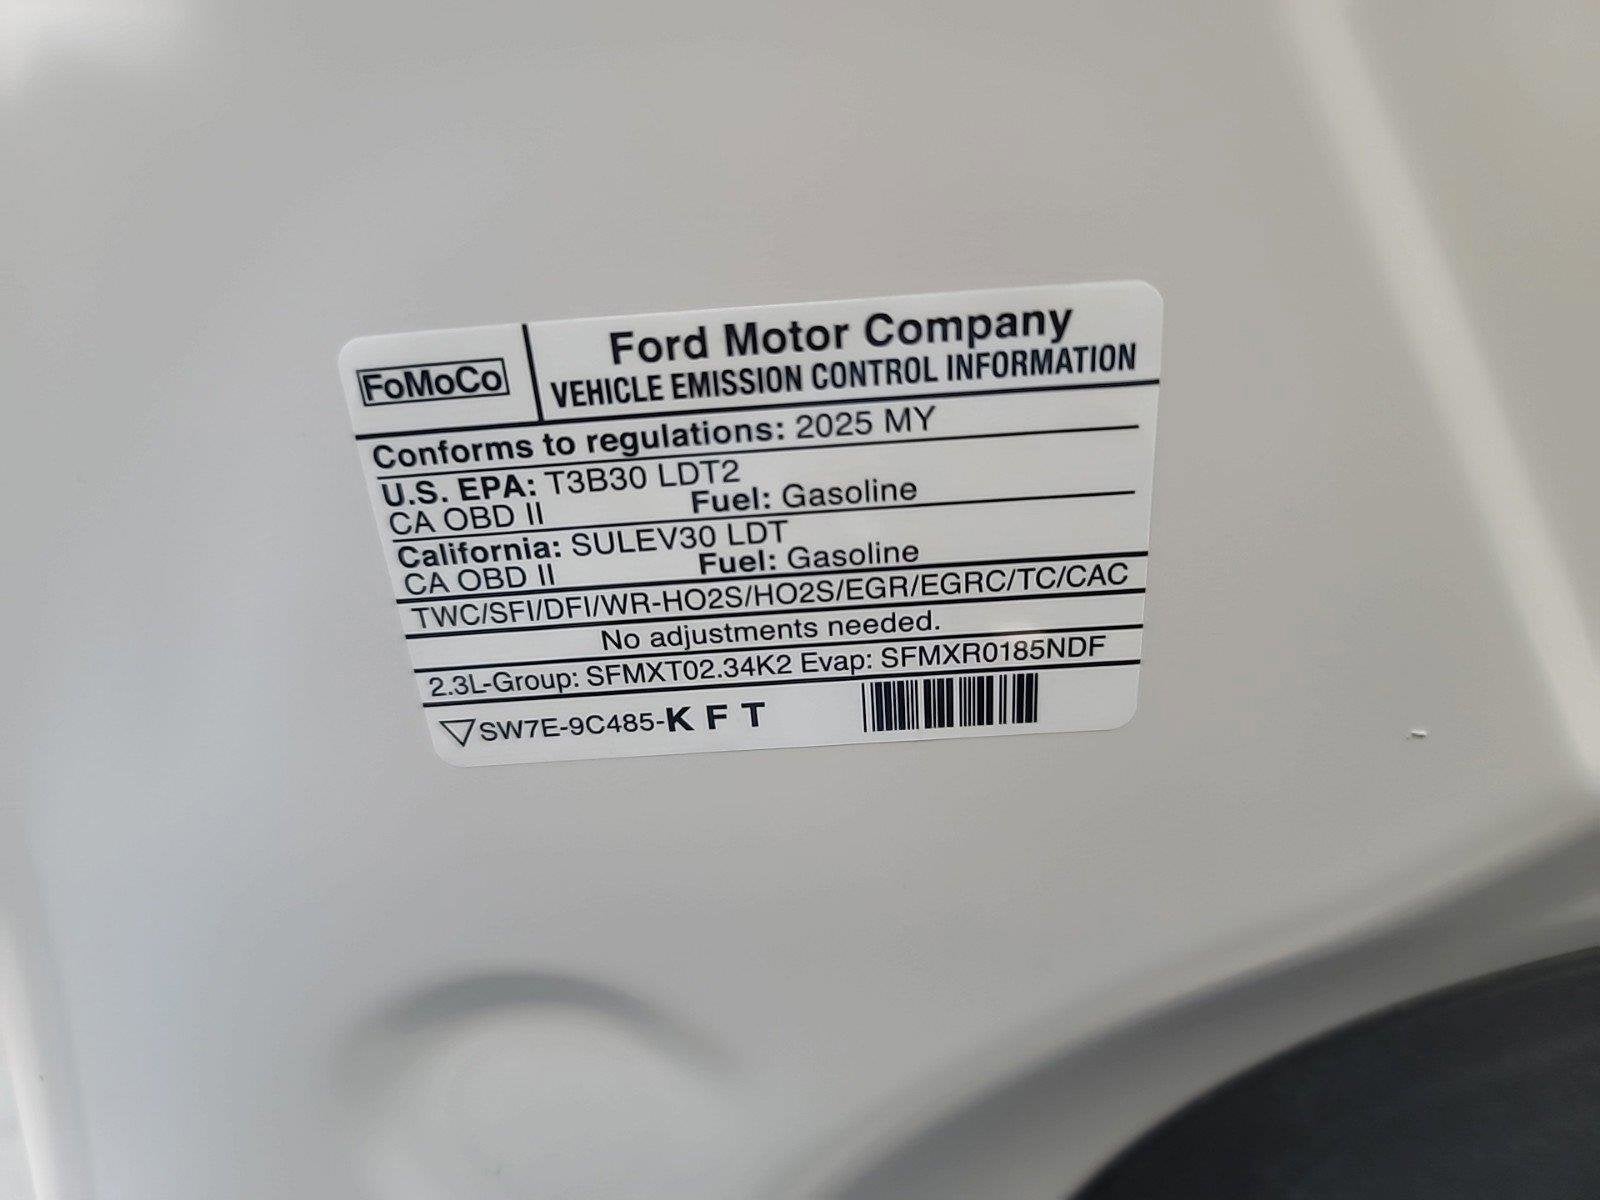 FoMoCo
Ford Motor Company
VEHICLE EMISSION CONTROL INFORMATION
Conforms to regulations: 2025 MY
U.S. EPA: T3B30 LDT2
CA OBD II Fuel: Gasoline
California: SULEV30 LDT
CA OBD II Fuel: Gasoline
TWC/SFI/DFI/WR-HO2S/HO2S/EGR/EGRC/TC/CAC
No adjustments needed.
2.3L-Group: SFMXT02.34K2 Evap: SFMXR0185NDF
SW7E-9C485-K F T